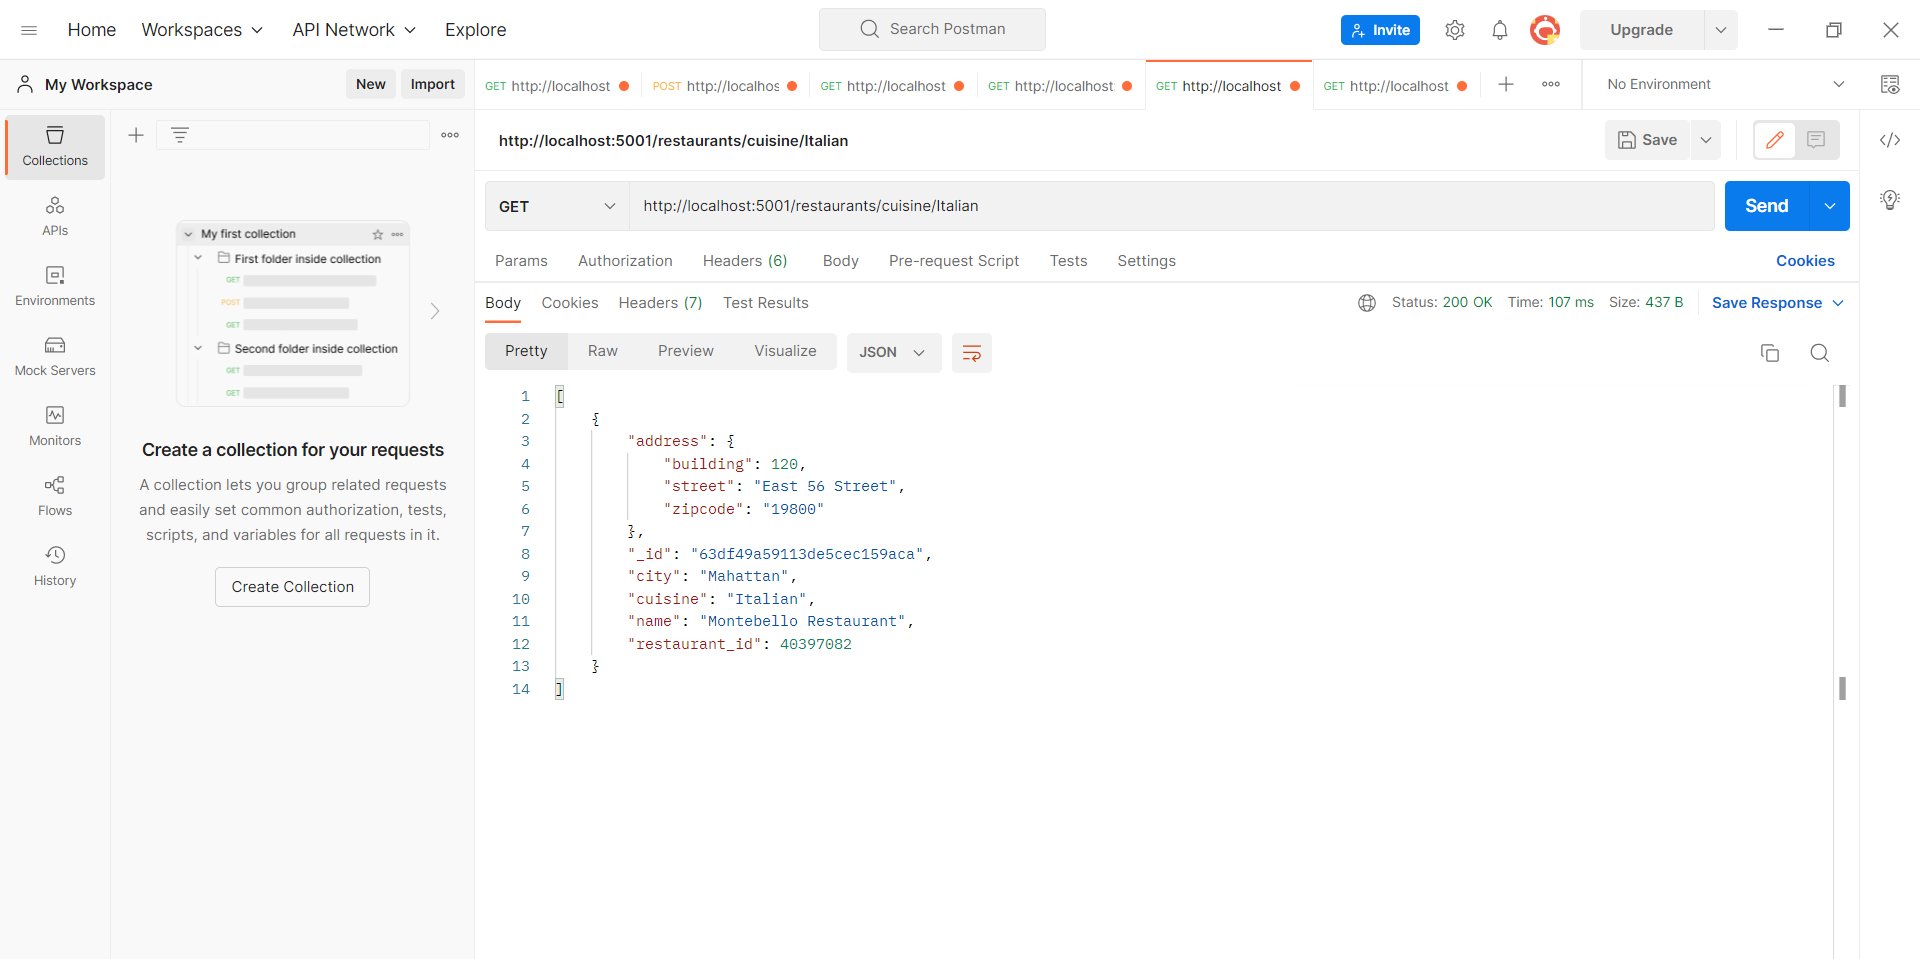 Home Workspaces API Network Explore Search Postman Invite Upgrade
My Workspace New Import GET http://localhost POST http://localhos GET http://localhost GET http://localhost: GET http://localhost GET http://localhost No Environment
Collections
APIs
Environments
Mock Servers
Monitors
Flows
History
My first collection
First folder inside collection
GET
POST
GET
Second folder inside collection
GET
GET
Create a collection for your requests
A collection lets you group related requests
and easily set common authorization, tests,
scripts, and variables for all requests in it.
Create Collection
http://localhost:5001/restaurants/cuisine/Italian Save
GET http://localhost:5001/restaurants/cuisine/Italian Send
Params Authorization Headers (6) Body Pre-request Script Tests Settings Cookies
Body Cookies Headers (7) Test Results Status: 200 OK Time: 107 ms Size: 437 B Save Response
Pretty Raw Preview Visualize JSON
1 [
2 {
3 "address": {
4 "building": 120,
5 "street": "East 56 Street",
6 "zipcode": "19800"
7 },
8 "_id": "63df49a59113de5cec159aca",
9 "city": "Mahattan",
10 "cuisine": "Italian",
11 "name": "Montebello Restaurant",
12 "restaurant_id": 40397082
13 }
14 ]